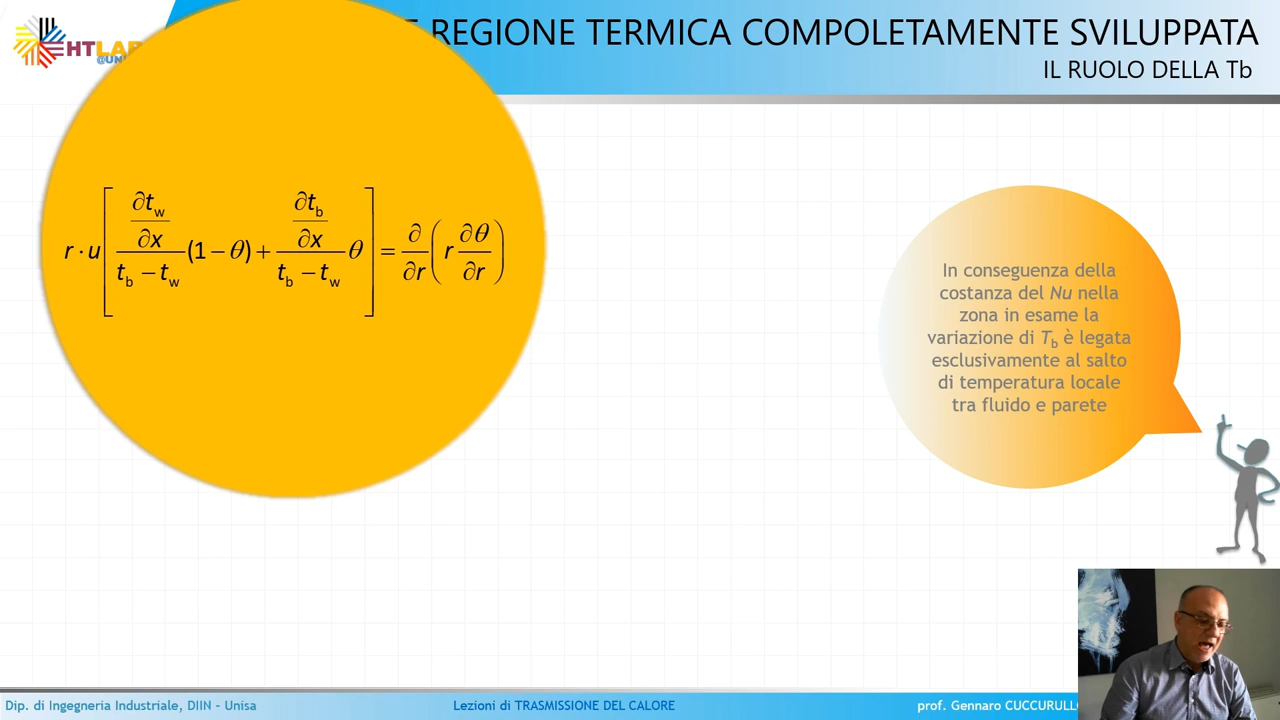 HTLAB
@UNI
REGIONE TERMICA COMPOLETAMENTE SVILUPPATA
IL RUOLO DELLA Tb
r · u [ ∂t_w/∂x / (t_b − t_w) (1 − θ) + ∂t_b/∂x / (t_b − t_w) θ ] = ∂/∂r ( r ∂θ/∂r )
In conseguenza della
costanza del Nu nella
zona in esame la
variazione di T_b è legata
esclusivamente al salto
di temperatura locale
tra fluido e parete
Dip. di Ingegneria Industriale, DIIN – Unisa Lezioni di TRASMISSIONE DEL CALORE prof. Gennaro CUCCURULLO